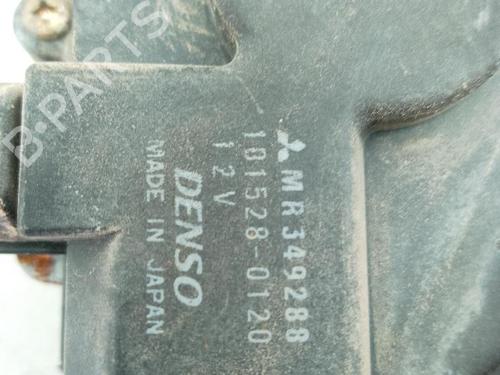 MR349288
101528-0120
12V
DENSO
MADE IN JAPAN
B-PARTS